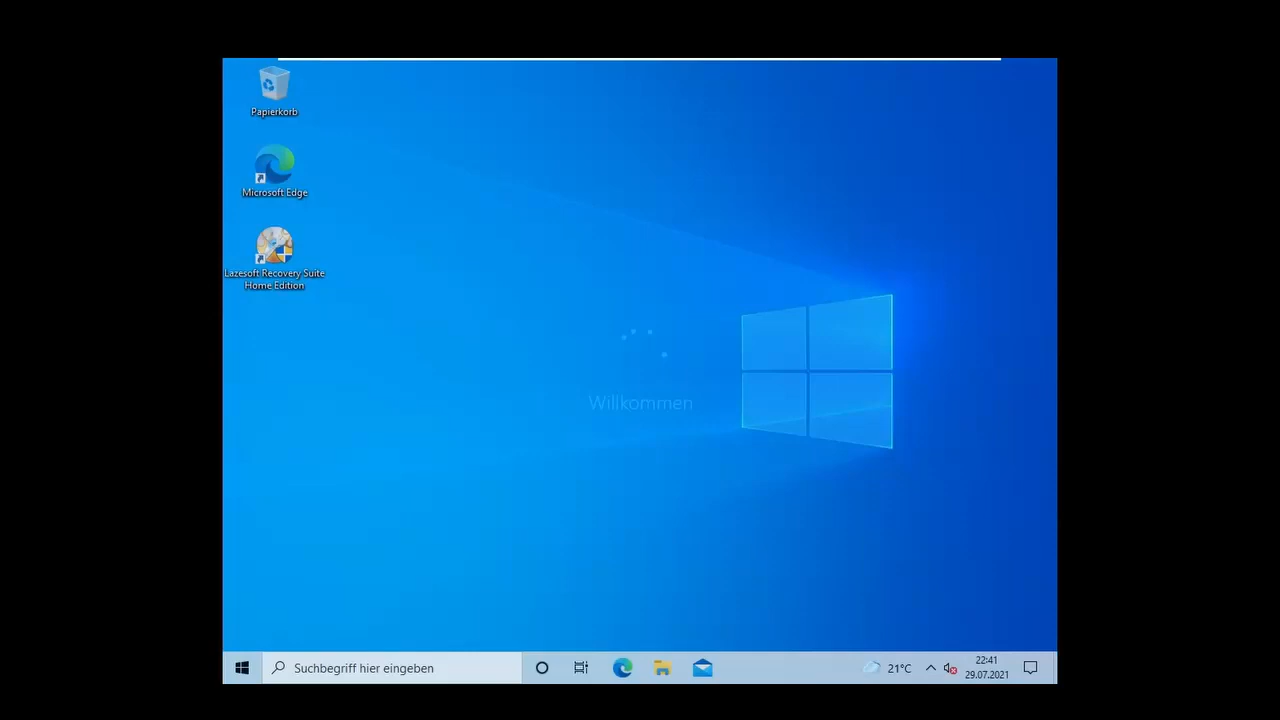 Papierkorb
Microsoft Edge
Lazesoft Recovery Suite
Home Edition
Willkommen
Suchbegriff hier eingeben
21°C
22:41
29.07.2021